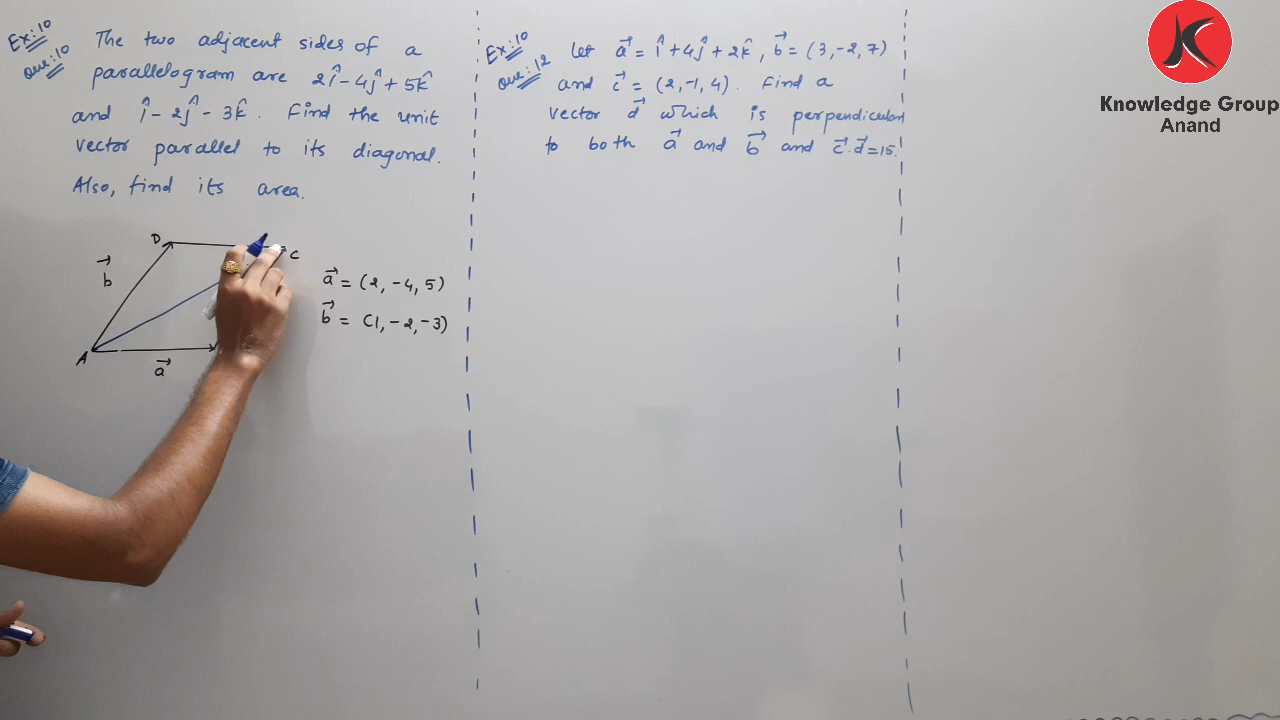 Ex:10
Que:10
The two adjacent sides of a
parallelogram are 2î - 4ĵ + 5k̂
and î - 2ĵ - 3k̂. Find the unit
vector parallel to its diagonal.
Also, find its area.
D
C
b⃗
A
a⃗
a⃗ = (2, -4, 5)
b⃗ = (1, -2, -3)
Ex:10
Que:12
Let a⃗ = î + 4ĵ + 2k̂, b⃗ = (3, -2, 7)
and c⃗ = (2, -1, 4). Find a
vector d⃗ which is perpendicular
to both a⃗ and b⃗ and c⃗.d⃗ = 15.
Knowledge Group
Anand